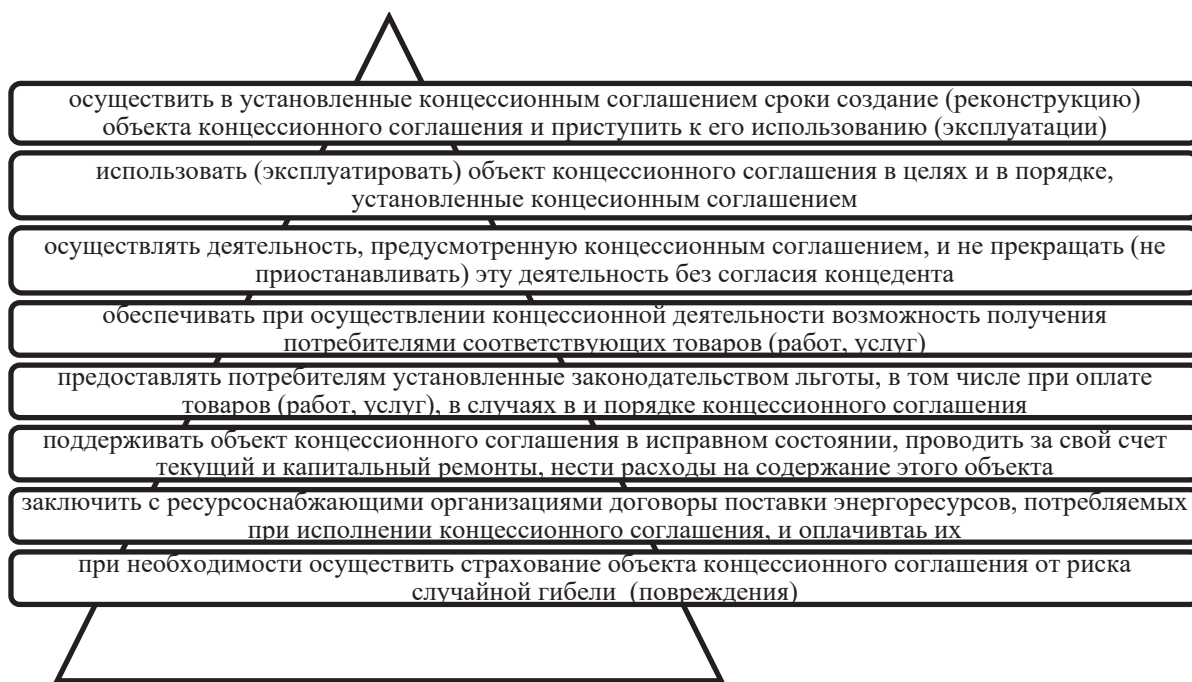 осуществить в установленные концессионным соглашением сроки создание (реконструкцию)
объекта концессионного соглашения и приступить к его использованию (эксплуатации)
использовать (эксплуатировать) объект концессионного соглашения в целях и в порядке,
установленные концесионным соглашением
осуществлять деятельность, предусмотренную концессионным соглашением, и не прекращать (не
приостанавливать) эту деятельность без согласия концедента
обеспечивать при осуществлении концессионной деятельности возможность получения
потребителями соответствующих товаров (работ, услуг)
предоставлять потребителям установленные законодательством льготы, в том числе при оплате
товаров (работ, услуг), в случаях в и порядке концессионного соглашения
поддерживать объект концессионного соглашения в исправном состоянии, проводить за свой счет
текущий и капитальный ремонты, нести расходы на содержание этого объекта
заключить с ресурсоснабжающими организациями договоры поставки энергоресурсов, потребляемых
при исполнении концессионного соглашения, и оплачивтаь их
при необходимости осуществить страхование объекта концессионного соглашения от риска
случайной гибели (повреждения)